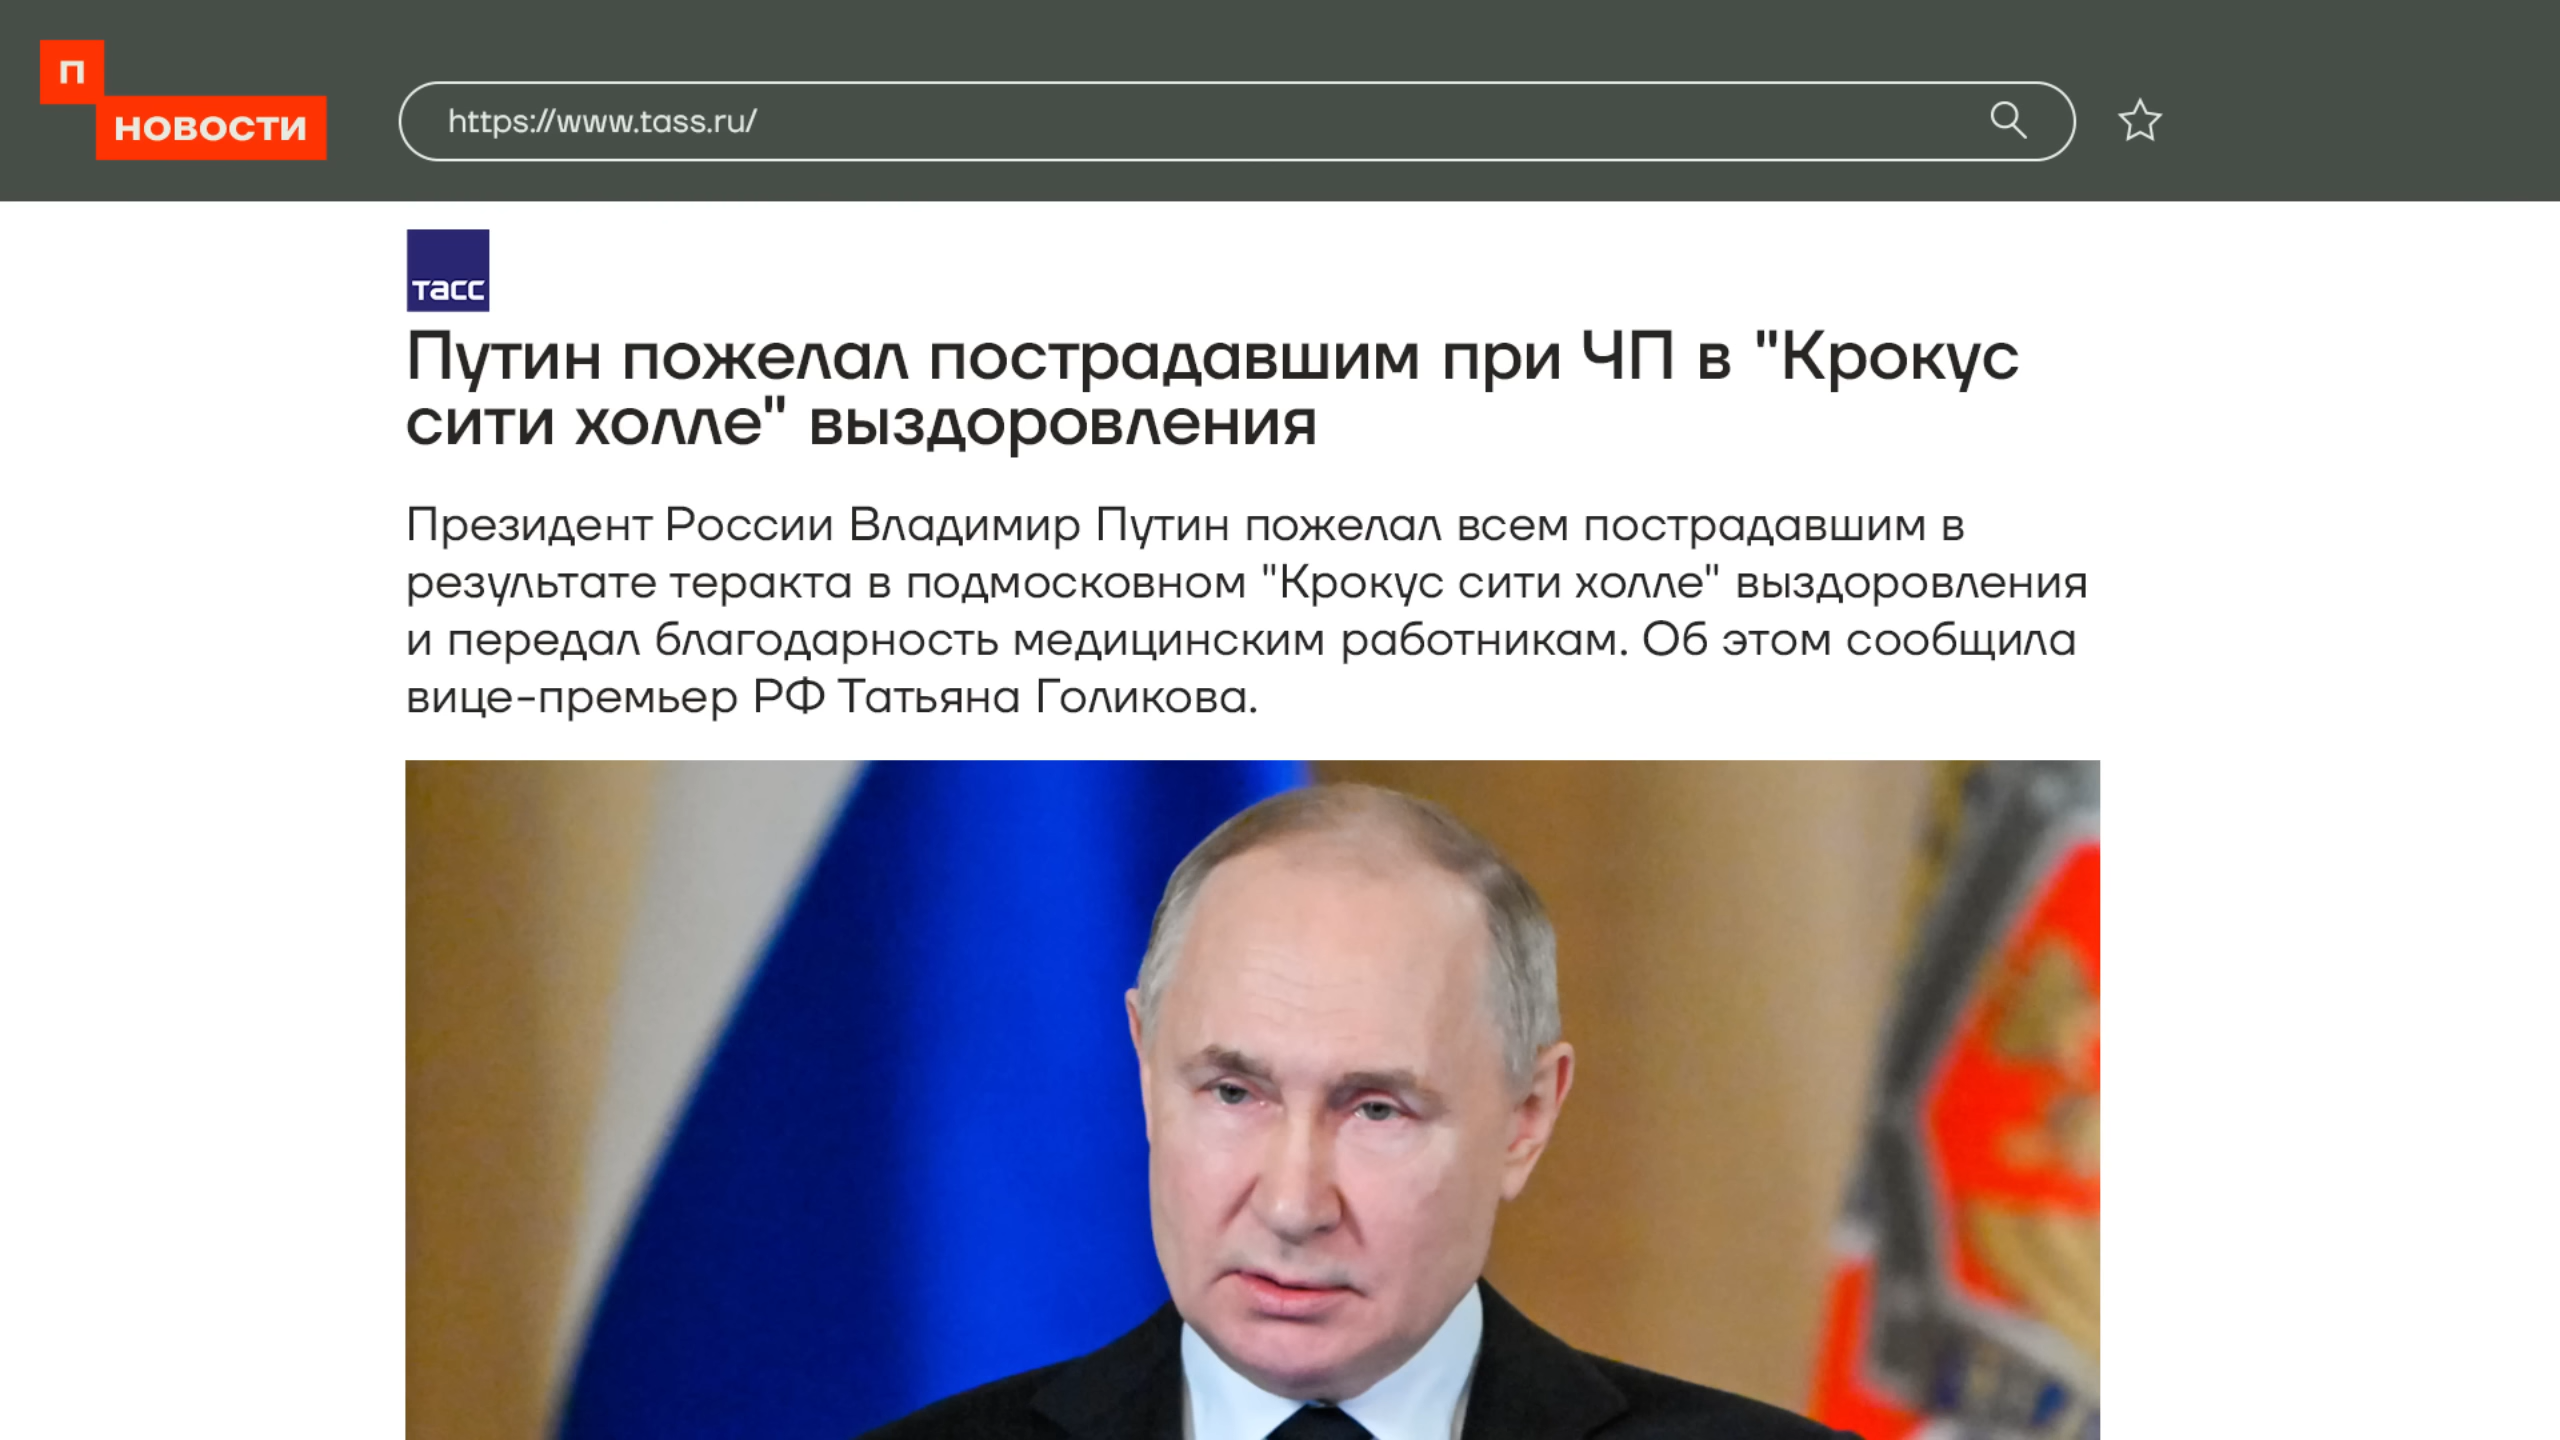 П
НОВОСТИ
https://www.tass.ru/
ТАСС
Путин пожелал пострадавшим при ЧП в "Крокус
сити холле" выздоровления
Президент России Владимир Путин пожелал всем пострадавшим в
результате теракта в подмосковном "Крокус сити холле" выздоровления
и передал благодарность медицинским работникам. Об этом сообщила
вице-премьер РФ Татьяна Голикова.